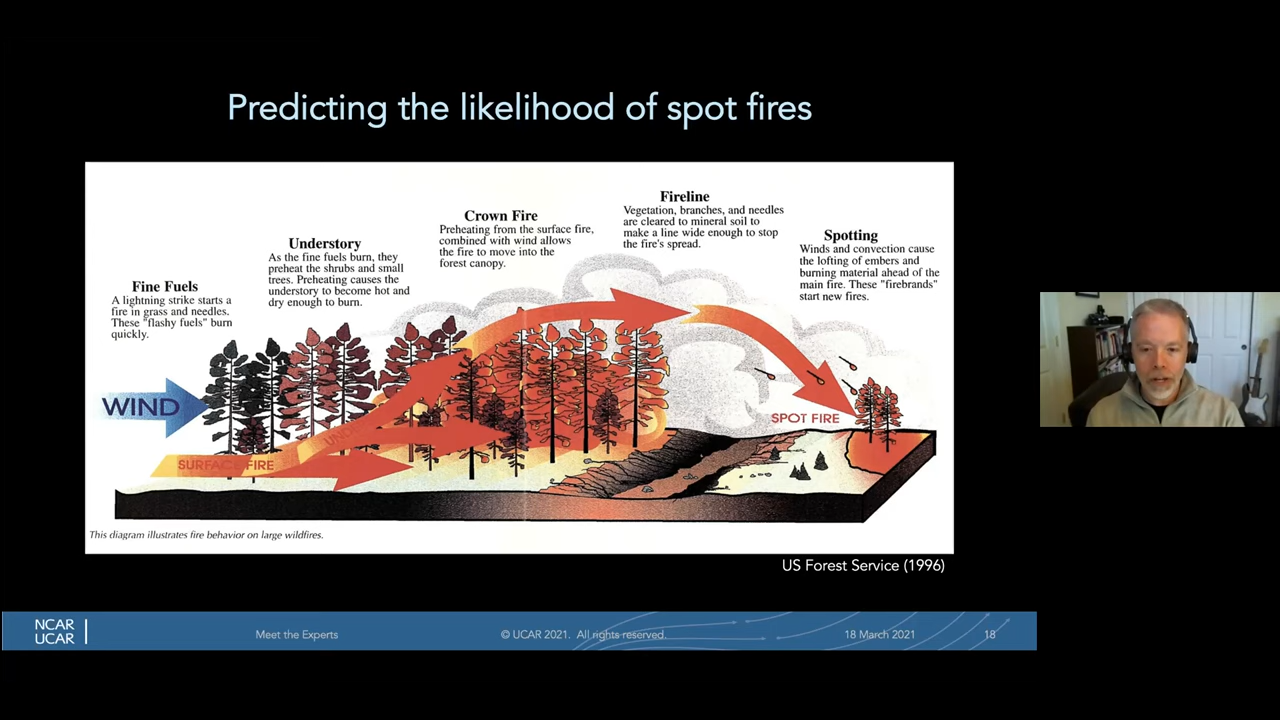 Predicting the likelihood of spot fires
Fine Fuels
A lightning strike starts a
fire in grass and needles.
These "flashy fuels" burn
quickly.
Understory
As the fine fuels burn, they
preheat the shrubs and small
trees. Preheating causes the
understory to become hot and
dry enough to burn.
Crown Fire
Preheating from the surface fire,
combined with wind allows
the fire to move into the
forest canopy.
Fireline
Vegetation, branches, and needles
are cleared to mineral soil to
make a line wide enough to stop
the fire's spread.
Spotting
Winds and convection cause
the lofting of embers and
burning material ahead of the
main fire. These "firebrands"
start new fires.
WIND
SURFACE FIRE
SPOT FIRE
This diagram illustrates fire behavior on large wildfires.
US Forest Service (1996)
NCAR
UCAR
Meet the Experts
© UCAR 2021. All rights reserved.
18 March 2021
18